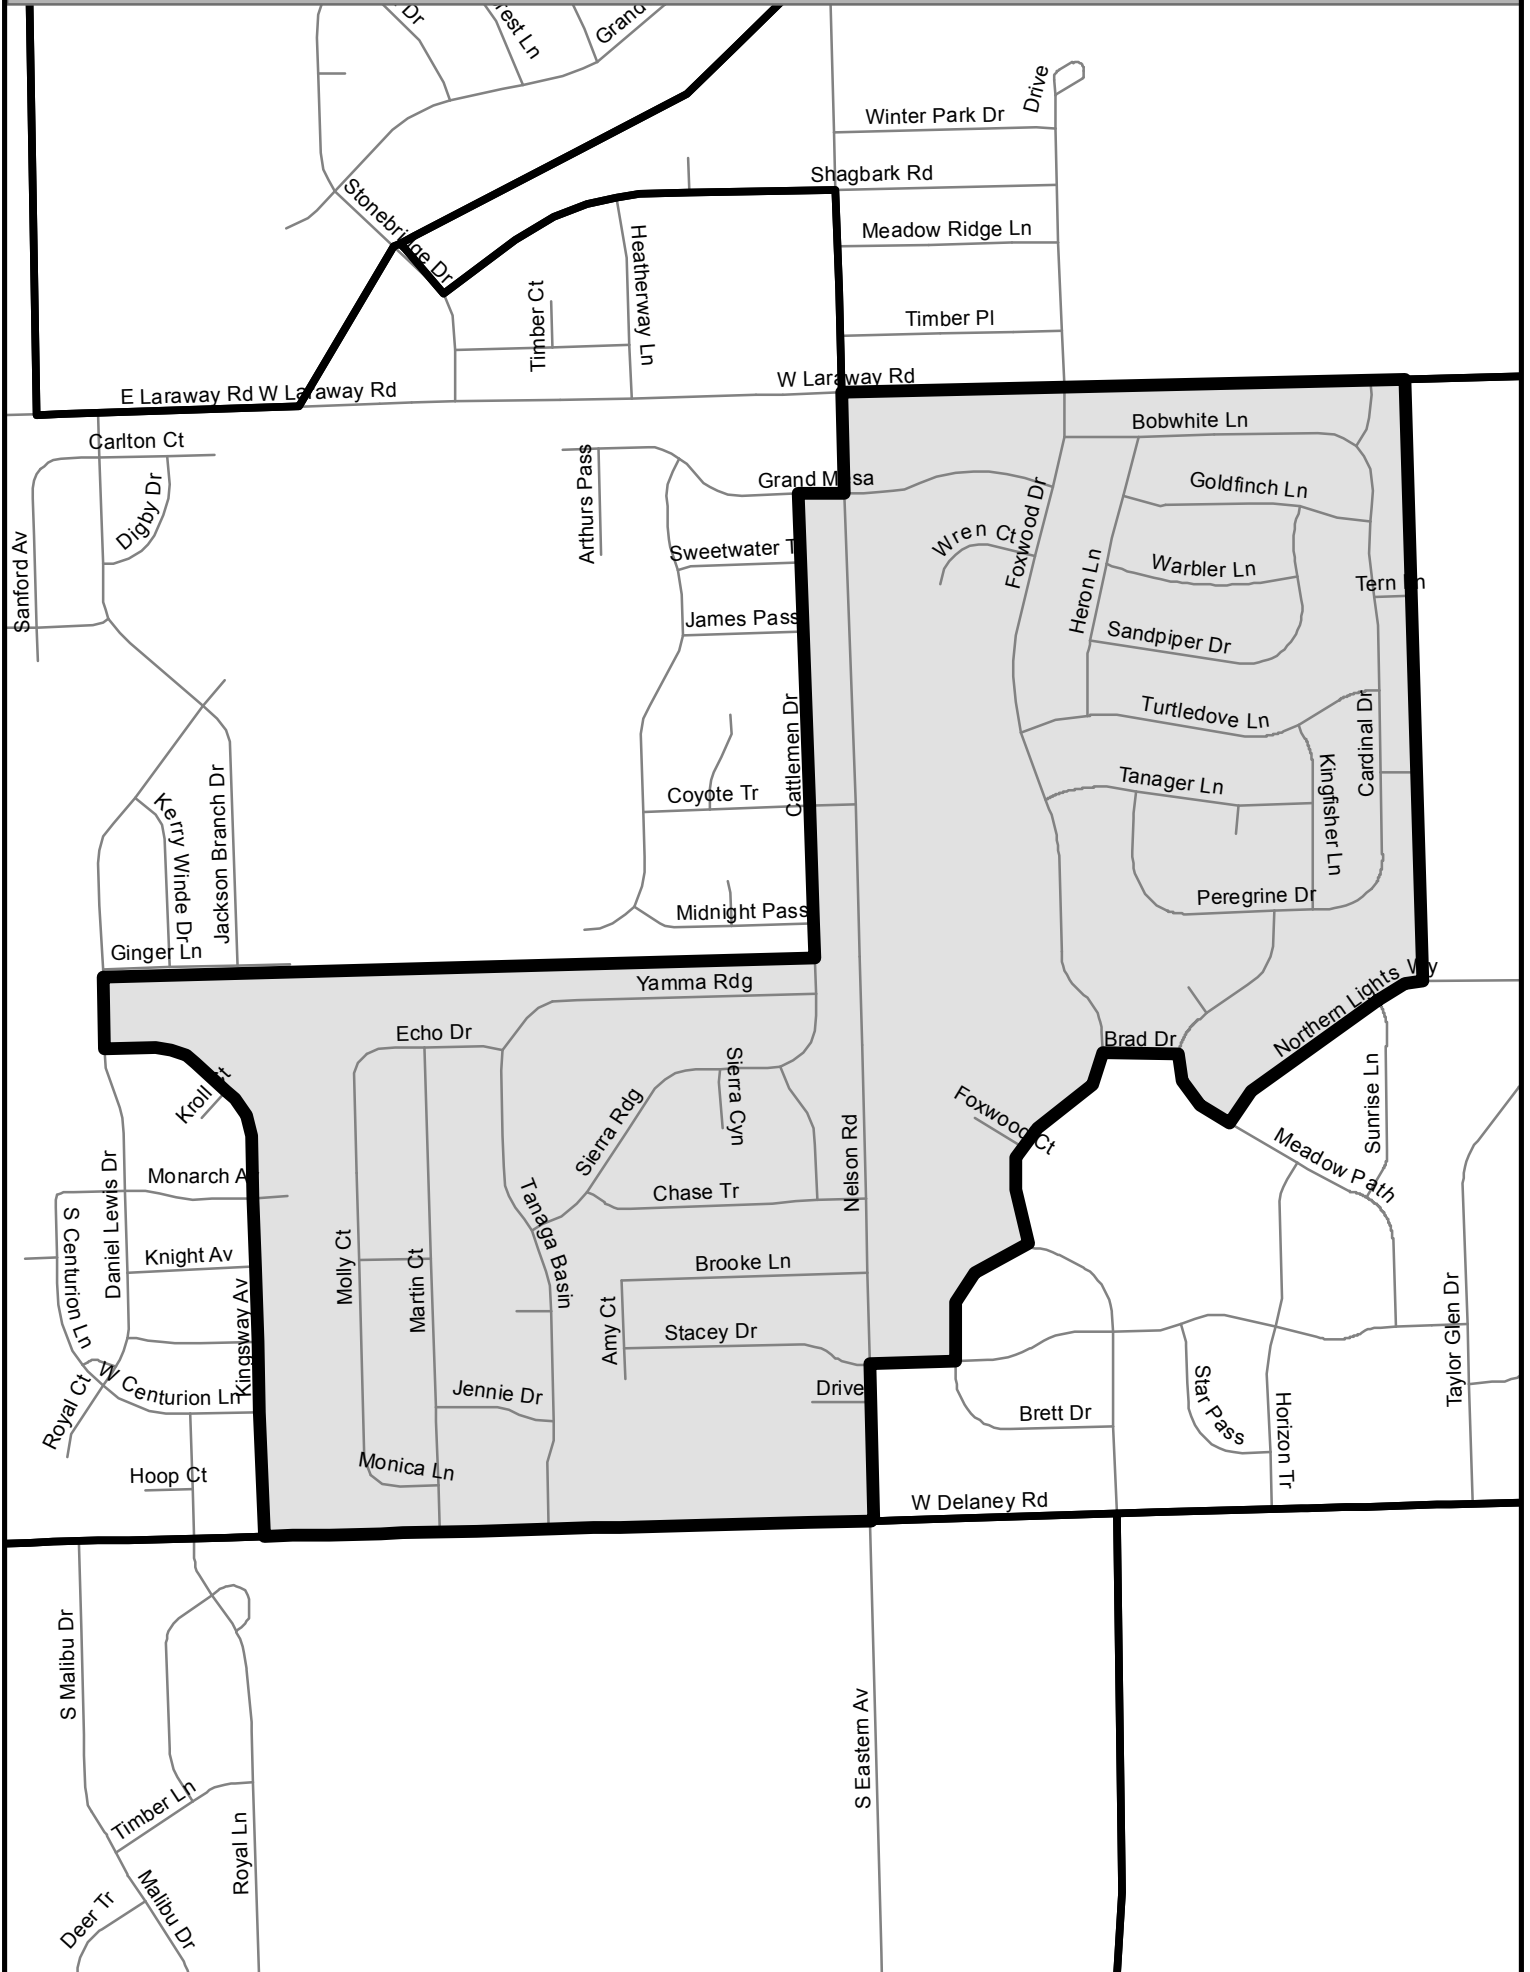 Dr
rest Ln
Grand
Drive
Winter Park Dr
Shagbark Rd
Stonebridge Dr
Meadow Ridge Ln
Heatherway Ln
Timber Ct
Timber Pl
W Laraway Rd
E Laraway Rd W Laraway Rd
Carlton Ct
Bobwhite Ln
Digby Dr
Arthurs Pass
Grand Mesa
Goldfinch Ln
Foxwood Dr
Wren Ct
Sanford Av
Sweetwater T
Heron Ln
Warbler Ln
Tern Ln
James Pass
Sandpiper Dr
Cattlemen Dr
Turtledove Ln
Cardinal Dr
Coyote Tr
Tanager Ln
Kingfisher Ln
Kerry Winde Dr
Jackson Branch Dr
Midnight Pass
Peregrine Dr
Ginger Ln
Yamma Rdg
Northern Lights Wy
Echo Dr
Brad Dr
Kroll Ct
Sierra Cyn
Sierra Rdg
Foxwood Ct
Sunrise Ln
Meadow Path
Monarch A
Daniel Lewis Dr
Chase Tr
Nelson Rd
S Centurion Ln
Knight Av
Molly Ct
Martin Ct
Tanaga Basin
Brooke Ln
Kingsway Av
Amy Ct
Stacey Dr
Taylor Glen Dr
W Centurion Ln
Royal Ct
Jennie Dr
Drive
Brett Dr
Star Pass
Horizon Tr
Hoop Ct
Monica Ln
W Delaney Rd
S Malibu Dr
S Eastern Av
Timber Ln
Royal Ln
Malibu Dr
Deer Tr